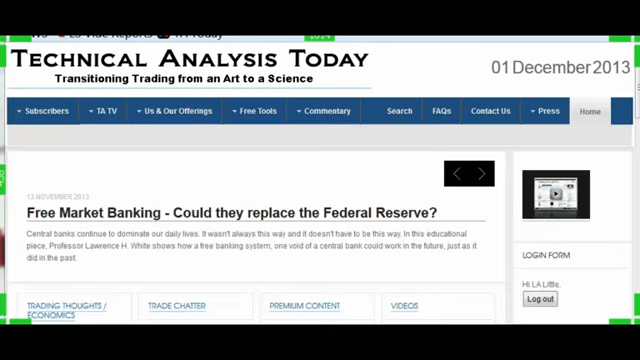 TECHNICAL ANALYSIS TODAY
Transitioning Trading from an Art to a Science
01 December 2013
Subscribers TA TV Us & Our Offerings Free Tools Commentary Search FAQs Contact Us Press Home
13 NOVEMBER 2013
Free Market Banking - Could they replace the Federal Reserve?
Central banks continue to dominate our daily lives. It wasn't always this way and it doesn't have to be this way. In this educational
piece, Professor Lawrence H. White shows how a free banking system, one void of a central bank could work in the future, just as it
did in the past.
LOGIN FORM
Hi LA Little,
Log out
TRADING THOUGHTS/
ECONOMICS
TRADE CHATTER
PREMIUM CONTENT
VIDEOS